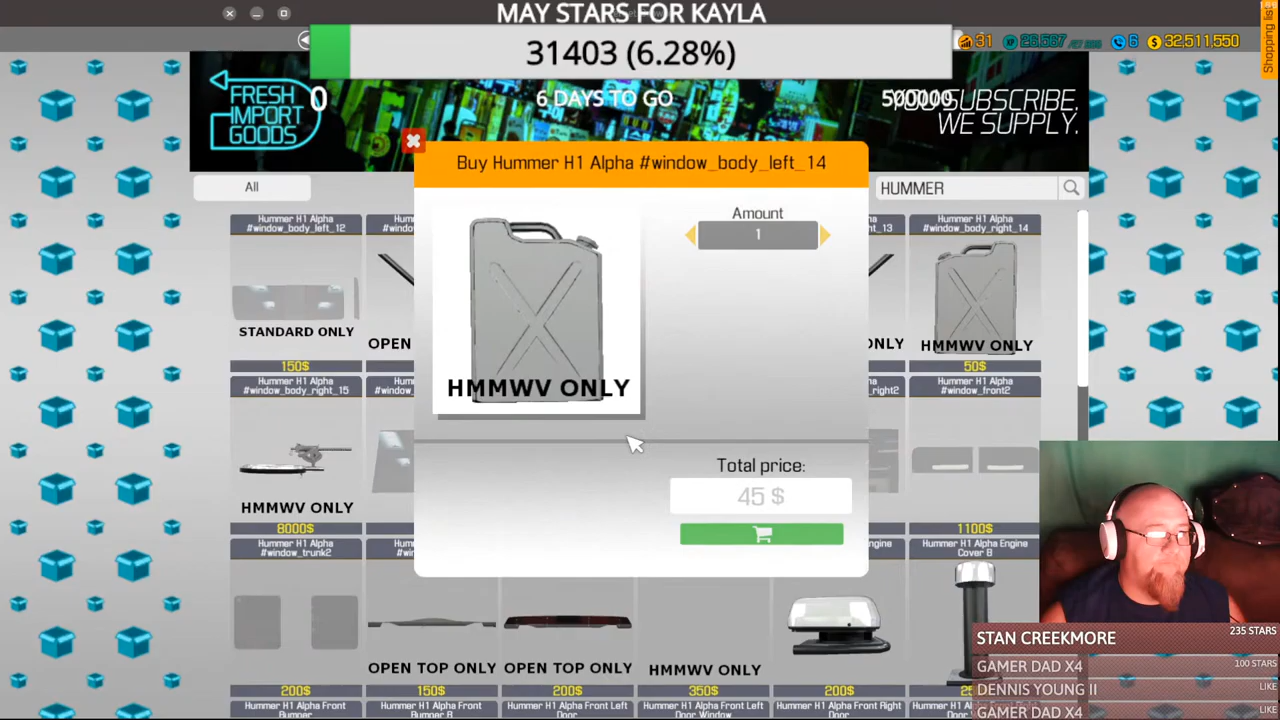 MAY STARS FOR KAYLA
31403 (6.28%)
0
6 DAYS TO GO
500000
31
6
32,511,550
Shopping list
FRESH
IMPORT
GOODS
SUBSCRIBE.
WE SUPPLY.
All
HUMMER
Buy Hummer H1 Alpha #window_body_left_14
Amount
1
HMMWV ONLY
Total price:
45 $
Hummer H1 Alpha
#window_body_left_12
STANDARD ONLY
150$
OPEN
Hummer H1 Alpha
#window_body_right_14
HMMWV ONLY
50$
Hummer H1 Alpha
#window_body_right_15
HMMWV ONLY
8000$
Hummer H1 Alpha
#window_front2
1100$
Hummer H1 Alpha
#window_trunk2
200$
OPEN TOP ONLY
150$
OPEN TOP ONLY
200$
HMMWV ONLY
350$
200$
Hummer H1 Alpha Engine
Cover B
Hummer H1 Alpha Front
Bumper
Hummer H1 Alpha Front
Bumper B
Hummer H1 Alpha Front Left
Door
Hummer H1 Alpha Front Left
Door Window
Hummer H1 Alpha Front Right
Door
STAN CREEKMORE
235 STARS
GAMER DAD X4
100 STARS
DENNIS YOUNG II
LIKE
GAMER DAD X4
LIKE